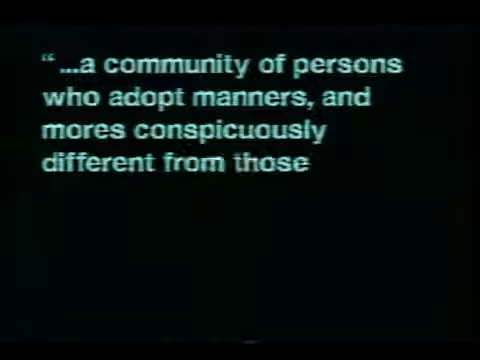 “...a community of persons
who adopt manners, and
mores conspicuously
different from those